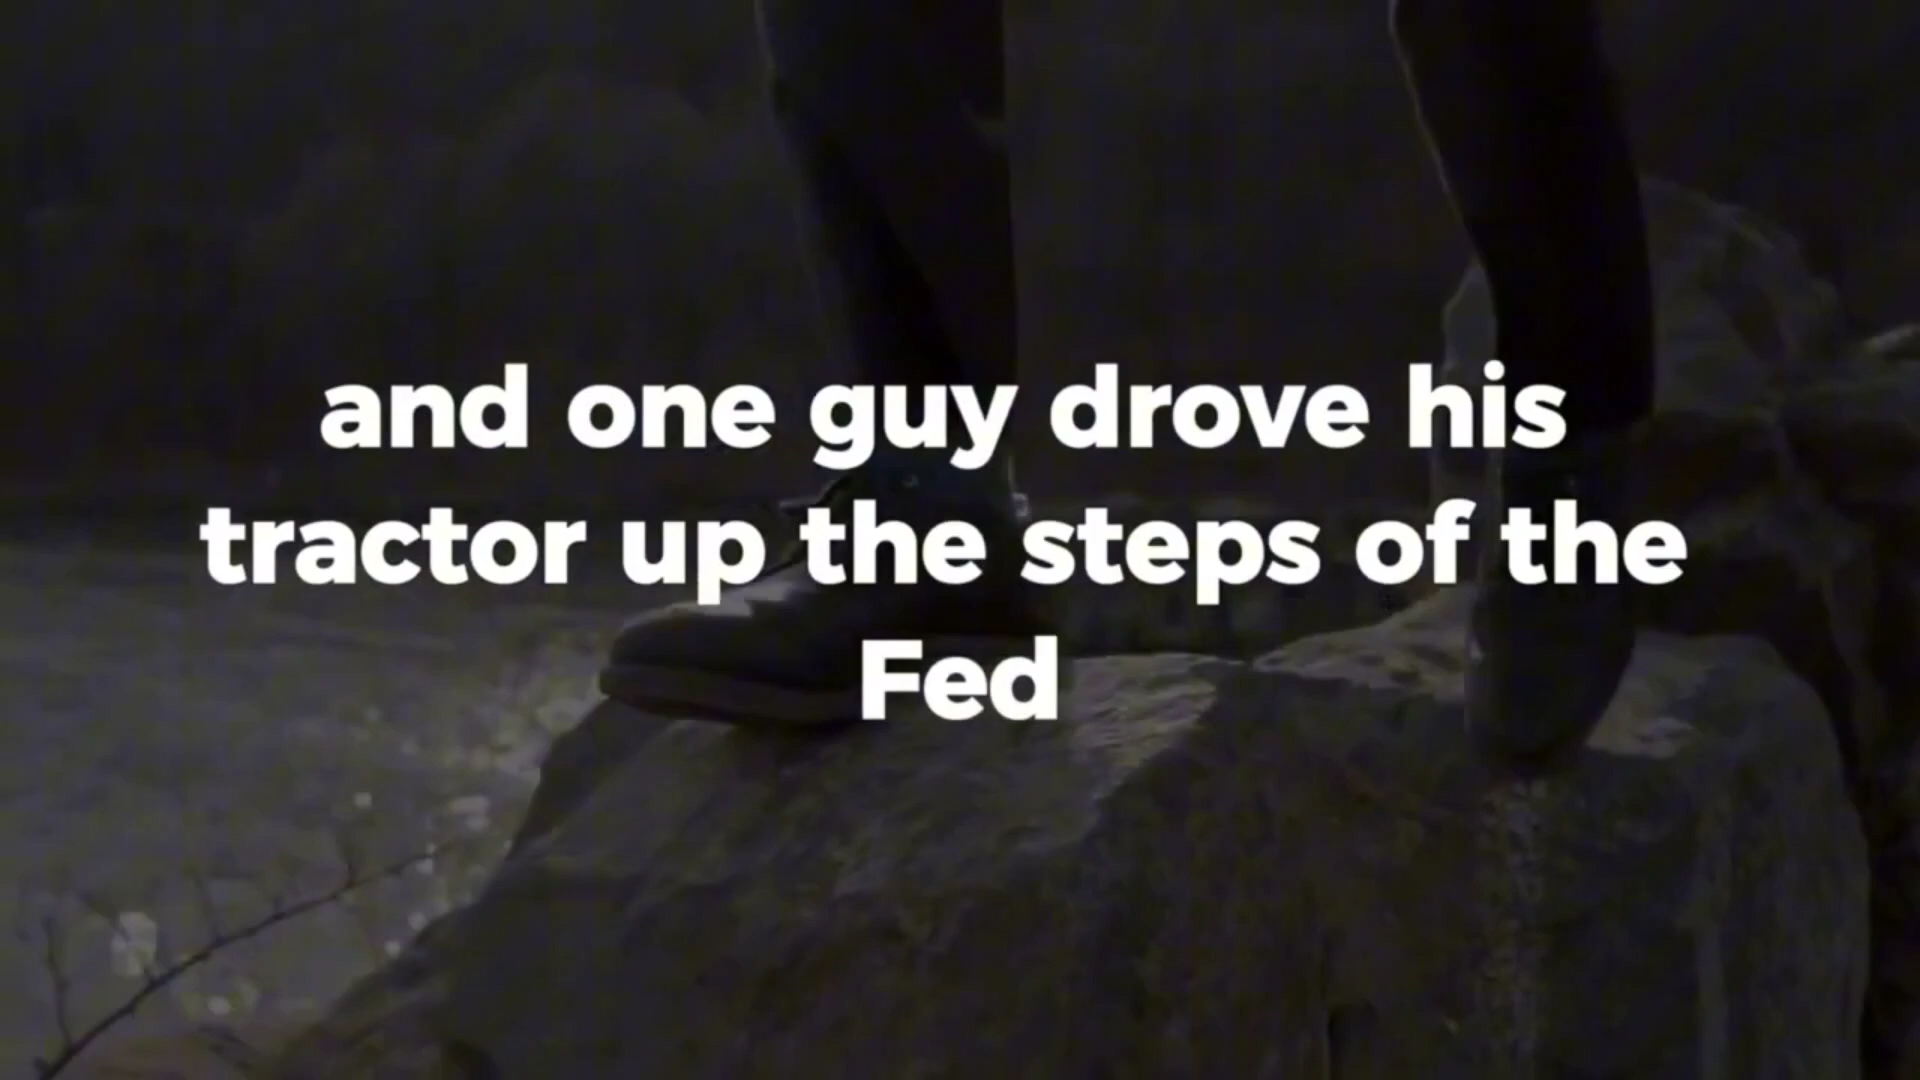 and one guy drove his
tractor up the steps of the
Fed